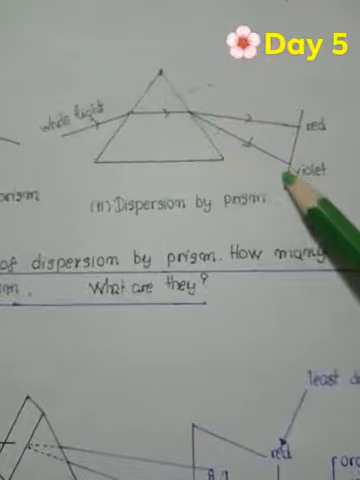 🌸 Day 5
white light
red
violet
prism
(II) Dispersion by prism
of dispersion by prism. How many
What are they?
least
red